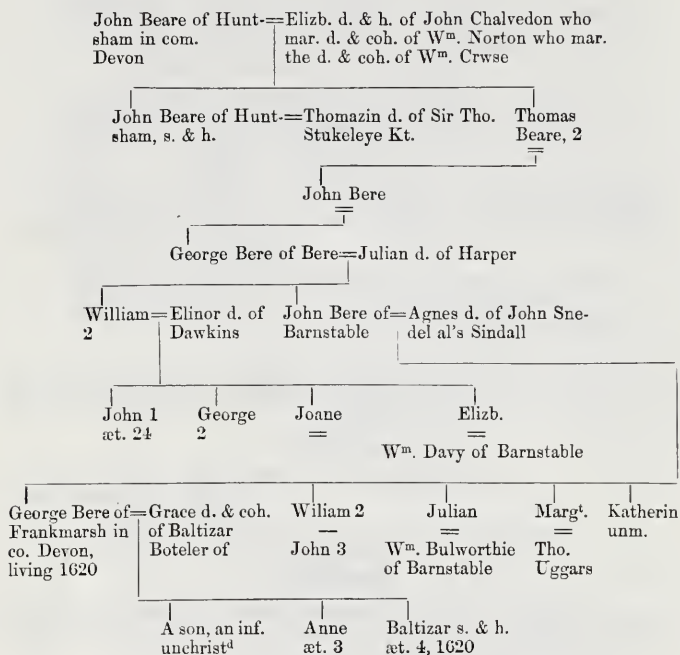 John Beare of Hunt-=Elizb. d. & h. of John Chalvedon who
sham in com. mar. d. & coh. of Wm. Norton who mar.
Devon the d. & coh. of Wm. Crwse
John Beare of Hunt-=Thomazin d. of Sir Tho. Thomas
sham, s. & h. Stukeleye Kt. Beare, 2
John Bere
George Bere of Bere=Julian d. of Harper
William=Elinor d. of John Bere of=Agnes d. of John Sne-
2 Dawkins Barnstable del al's Sindall
John 1 George Joane Elizb.
æt. 24 2 = =
Wm. Davy of Barnstable
George Bere of=Grace d. & coh. Wiliam 2 Julian Margt. Katherin
Frankmarsh in of Baltizar — = = unm.
co. Devon, Boteler of John 3 Wm. Bulworthie Tho.
living 1620 of Barnstable Uggars
A son, an inf. Anne Baltizar s. & h.
unchristd æt. 3 æt. 4, 1620